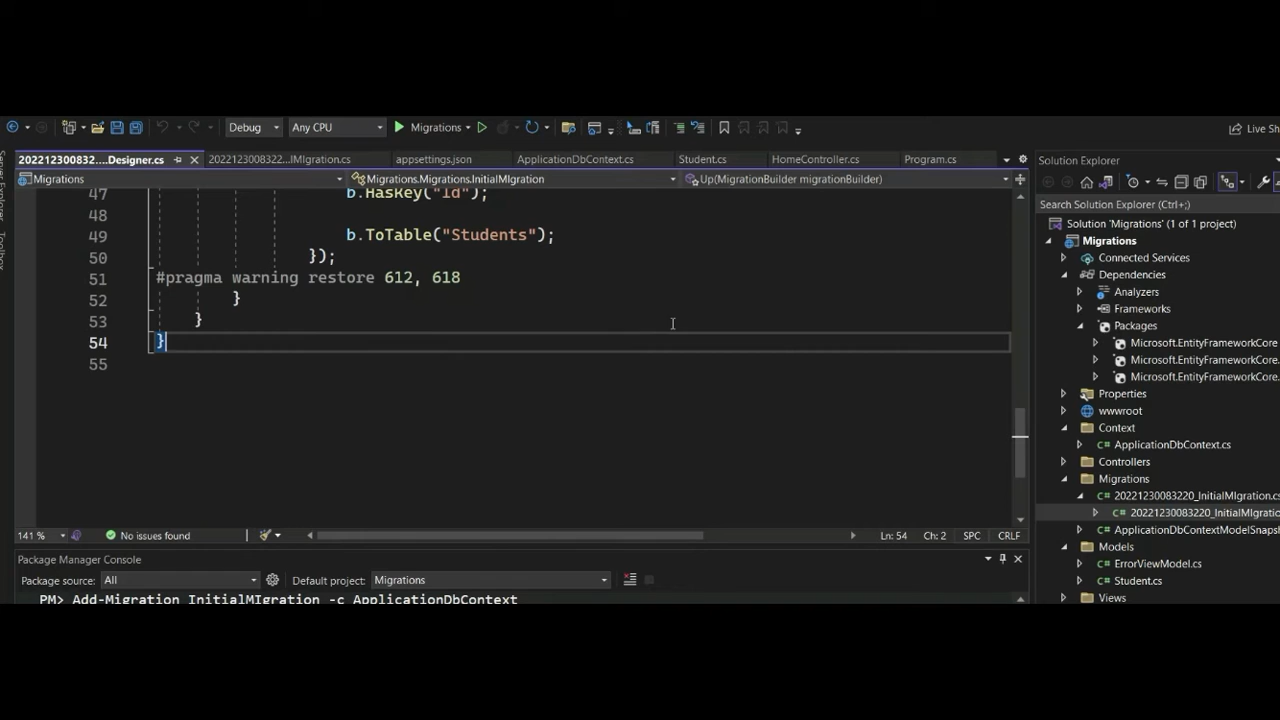 Debug Any CPU Migrations Live Sh
202212300832....Designer.cs 2022123008322...IMIgration.cs appsettings.json ApplicationDbContext.cs Student.cs HomeController.cs Program.cs
Migrations Migrations.Migrations.InitialMIgration Up(MigrationBuilder migrationBuilder)
47 b.HasKey("Id");
48
49 b.ToTable("Students");
50 });
51 #pragma warning restore 612, 618
52 }
53 }
54 }
55
141 % No issues found Ln: 54 Ch: 2 SPC CRLF
Package Manager Console
Package source: All Default project: Migrations
PM> Add-Migration InitialMIgration -c ApplicationDbContext
Server Explorer
Toolbox
Solution Explorer
Search Solution Explorer (Ctrl+;)
Solution 'Migrations' (1 of 1 project)
Migrations
Connected Services
Dependencies
Analyzers
Frameworks
Packages
Microsoft.EntityFrameworkCore
Microsoft.EntityFrameworkCore.
Microsoft.EntityFrameworkCore.
Properties
wwwroot
Context
C# ApplicationDbContext.cs
Controllers
Migrations
C# 20221230083220_InitialMIgration.cs
C# 20221230083220_InitialMIgratio
C# ApplicationDbContextModelSnapsh
Models
C# ErrorViewModel.cs
C# Student.cs
Views